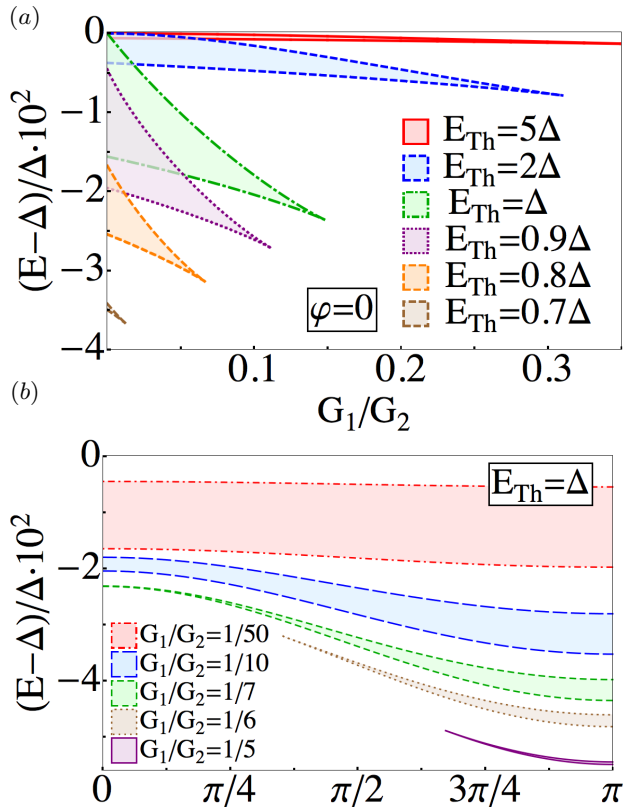 (a)
0
−1
−2
−3
−4
(E−Δ)/Δ·10²
E_Th=5Δ
E_Th=2Δ
E_Th=Δ
E_Th=0.9Δ
E_Th=0.8Δ
E_Th=0.7Δ
φ=0
0.1 0.2 0.3
G₁/G₂
(b)
0
−2
−4
(E−Δ)/Δ·10²
E_Th=Δ
G₁/G₂=1/50
G₁/G₂=1/10
G₁/G₂=1/7
G₁/G₂=1/6
G₁/G₂=1/5
0 π/4 π/2 3π/4 π